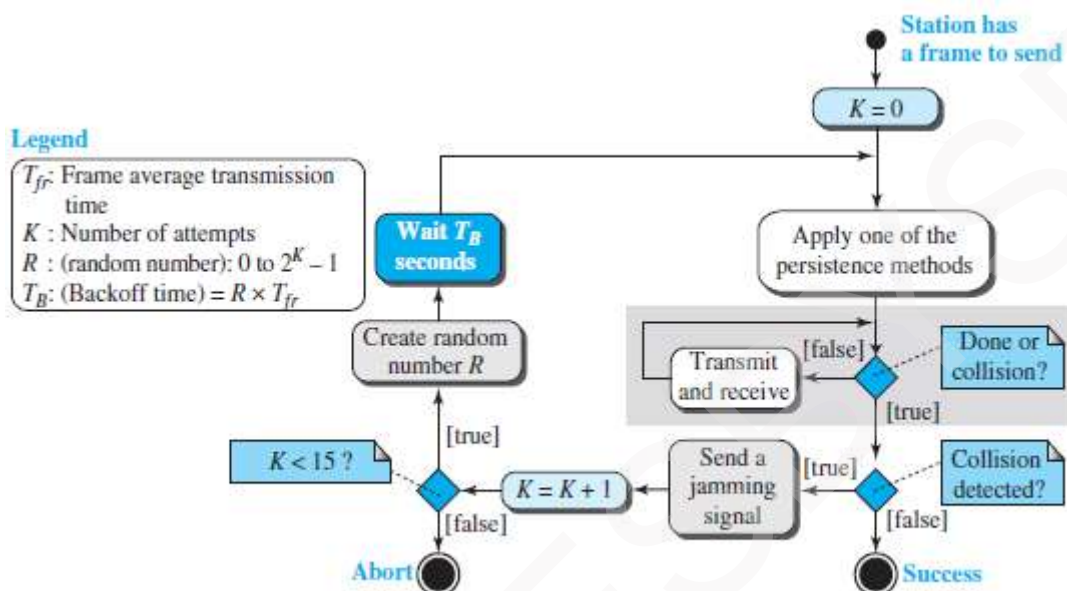 Station has
a frame to send
K = 0
Legend
T_fr: Frame average transmission
time
K : Number of attempts
R : (random number): 0 to 2^K – 1
T_B: (Backoff time) = R × T_fr
Wait T_B
seconds
Apply one of the
persistence methods
Create random
number R
[false]
Transmit
and receive
Done or
collision?
[true]
[true]
K < 15 ?
K = K + 1
Send a
jamming
signal
[true]
Collision
detected?
[false]
[false]
Abort
Success